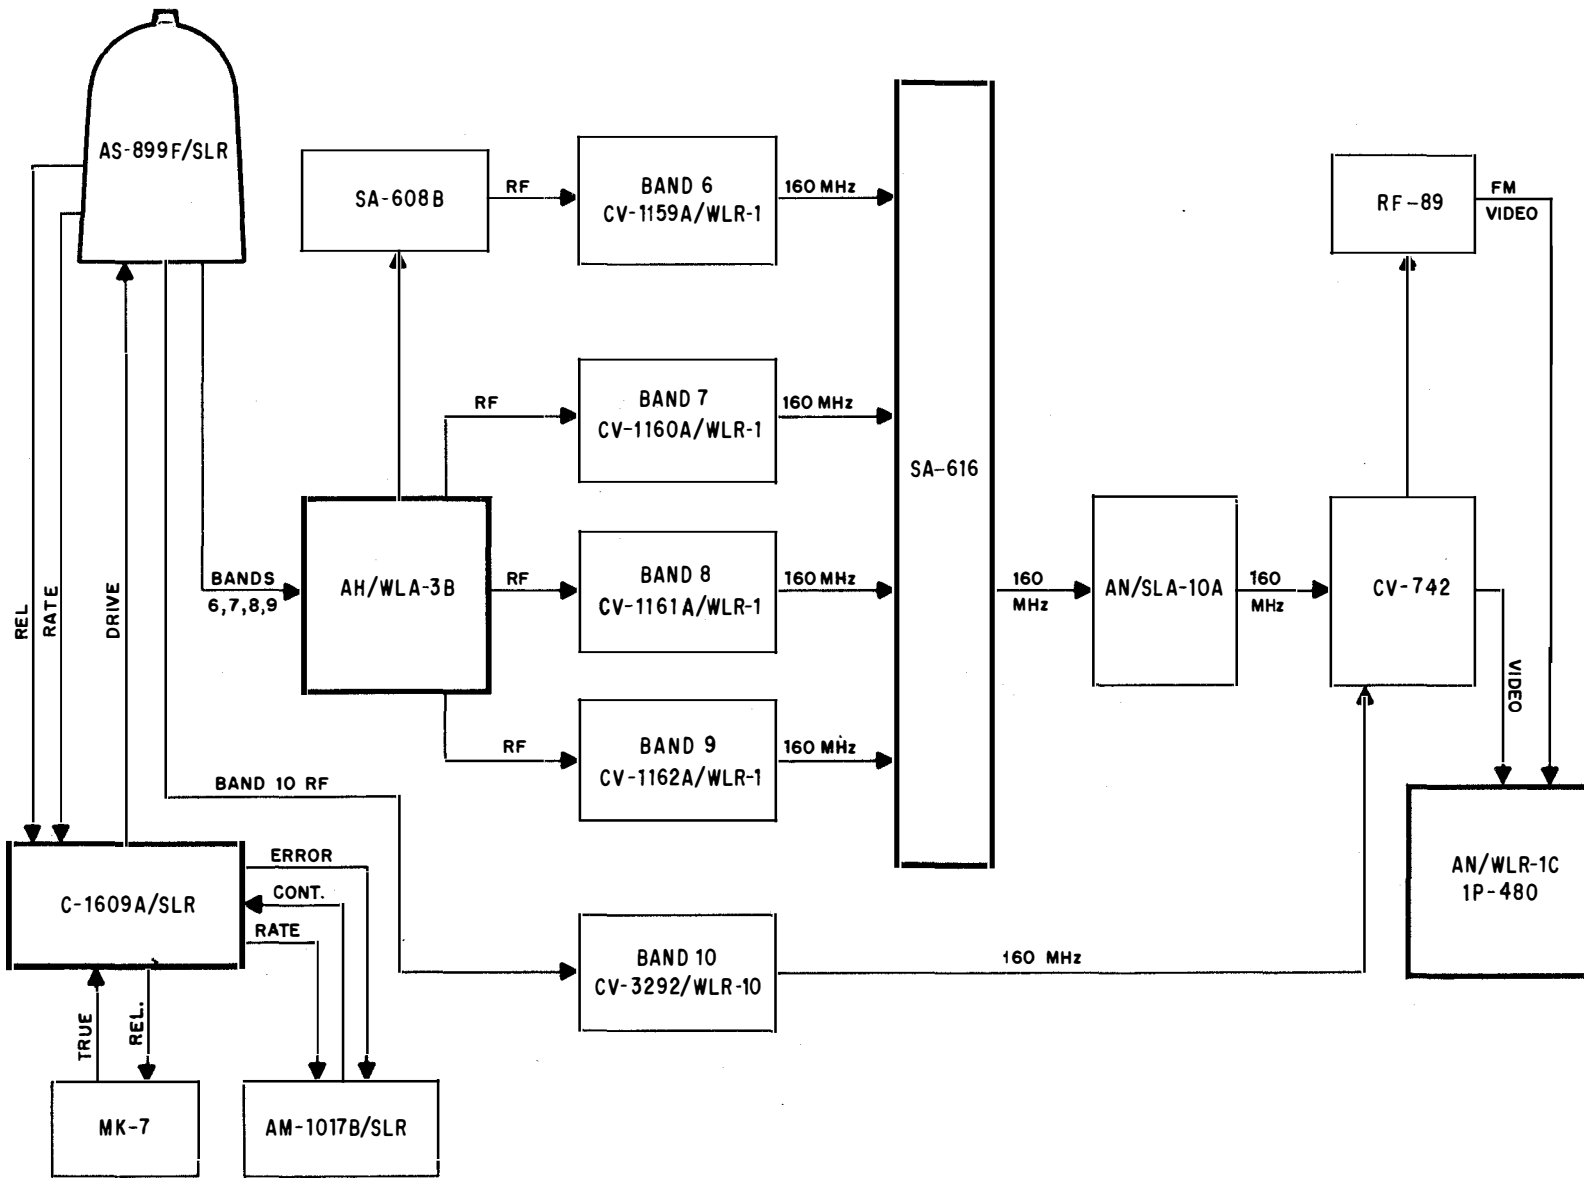 AS-899F/SLR
SA-608B
RF
BAND 6
CV-1159A/WLR-1
160 MHz
RF-89
FM
VIDEO
RF
BAND 7
CV-1160A/WLR-1
160 MHz
SA-616
REL
RATE
DRIVE
BANDS
6,7,8,9
AH/WLA-3B
RF
BAND 8
CV-1161A/WLR-1
160 MHz
160
MHz
AN/SLA-10A
160
MHz
CV-742
VIDEO
RF
BAND 9
CV-1162A/WLR-1
160 MHz
BAND 10 RF
C-1609A/SLR
ERROR
CONT.
RATE
AN/WLR-1C
1P-480
BAND 10
CV-3292/WLR-10
160 MHz
TRUE
REL.
MK-7
AM-1017B/SLR